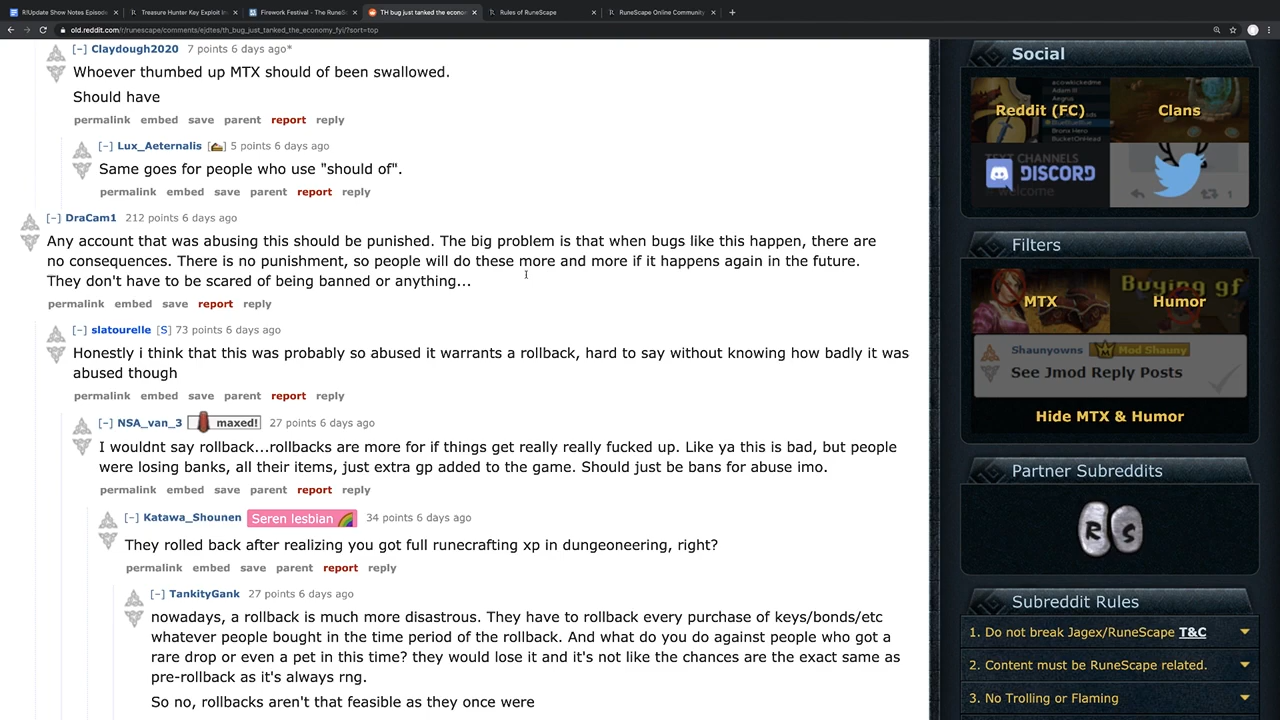 R/Update Show Notes Episode
Treasure Hunter Key Exploit In
Firework Festival - The RuneSc
TH bug just tanked the econo
Rules of RuneScape
RuneScape Online Community
old.reddit.com/r/runescape/comments/ejdtes/th_bug_just_tanked_the_economy_fyi/?sort=top
[-] Claydough2020 7 points 6 days ago*
Whoever thumbed up MTX should of been swallowed.
Should have
permalink embed save parent report reply
[-] Lux_Aeternalis 5 points 6 days ago
Same goes for people who use "should of".
permalink embed save parent report reply
[-] DraCam1 212 points 6 days ago
Any account that was abusing this should be punished. The big problem is that when bugs like this happen, there are
no consequences. There is no punishment, so people will do these more and more if it happens again in the future.
They don't have to be scared of being banned or anything...
permalink embed save report reply
[-] slatourelle [S] 73 points 6 days ago
Honestly i think that this was probably so abused it warrants a rollback, hard to say without knowing how badly it was
abused though
permalink embed save parent report reply
[-] NSA_van_3 maxed! 27 points 6 days ago
I wouldnt say rollback...rollbacks are more for if things get really really fucked up. Like ya this is bad, but people
were losing banks, all their items, just extra gp added to the game. Should just be bans for abuse imo.
permalink embed save parent report reply
[-] Katawa_Shounen Seren lesbian 34 points 6 days ago
They rolled back after realizing you got full runecrafting xp in dungeoneering, right?
permalink embed save parent report reply
[-] TankityGank 27 points 6 days ago
nowadays, a rollback is much more disastrous. They have to rollback every purchase of keys/bonds/etc
whatever people bought in the time period of the rollback. And what do you do against people who got a
rare drop or even a pet in this time? they would lose it and it's not like the chances are the exact same as
pre-rollback as it's always rng.
So no, rollbacks aren't that feasible as they once were
Social
acowkickedme
Adam II
Aegrus
Reddit (FC)
Clans
Bronx Hero
BucketOnHead
TEXT CHANNELS
DISCORD
welcome
1
Filters
MTX
Buying gf
Humor
Shaunyowns Mod Shauny
See Jmod Reply Posts
Hide MTX & Humor
Partner Subreddits
R S
Subreddit Rules
1. Do not break Jagex/RuneScape T&C
2. Content must be RuneScape related.
3. No Trolling or Flaming